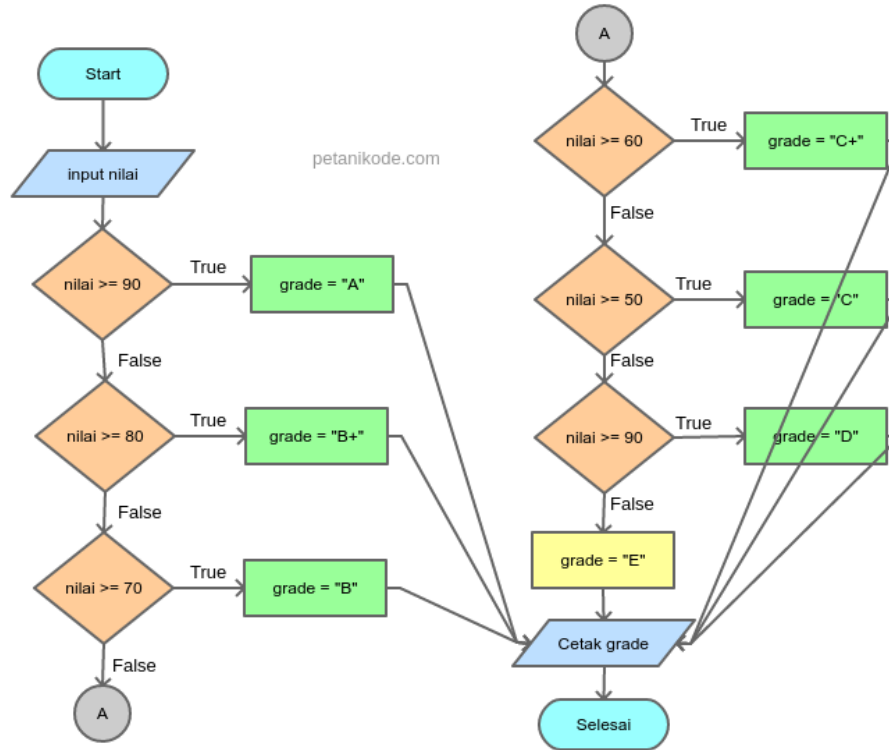 Start
input nilai
petanikode.com
nilai >= 90
True
grade = "A"
False
nilai >= 80
True
grade = "B+"
False
nilai >= 70
True
grade = "B"
False
A
A
nilai >= 60
True
grade = "C+"
False
nilai >= 50
True
grade = "C"
False
nilai >= 90
True
grade = "D"
False
grade = "E"
Cetak grade
Selesai